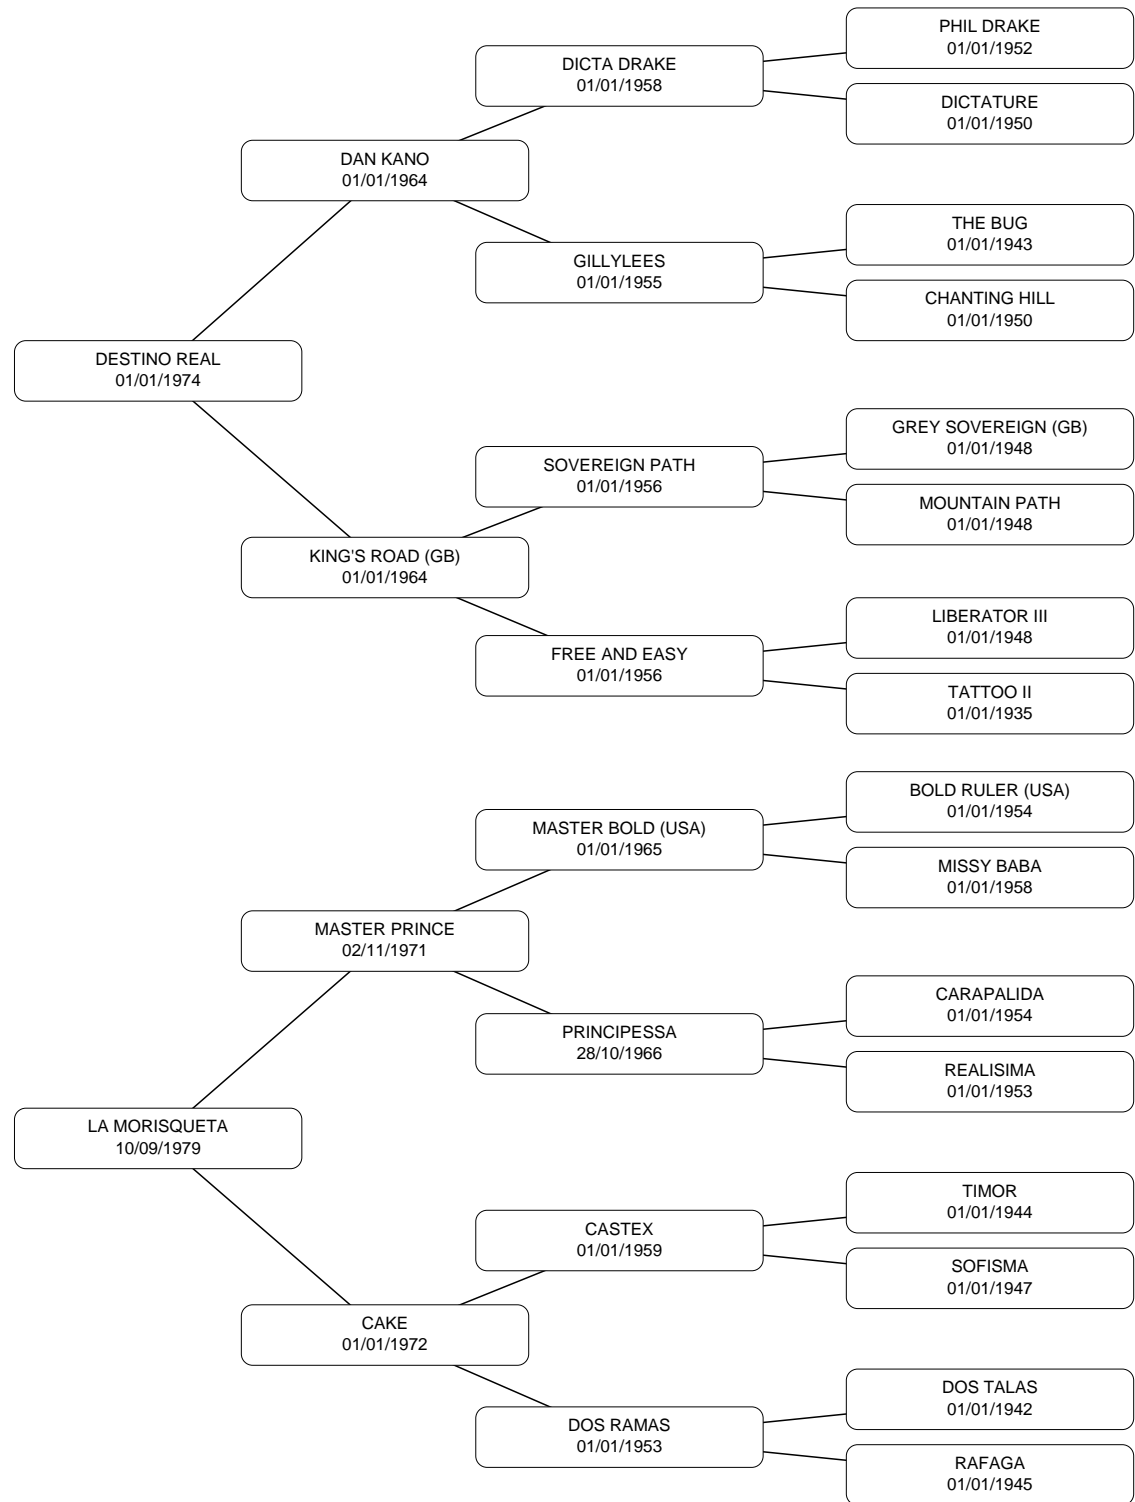 PHIL DRAKE
01/01/1952
DICTA DRAKE
01/01/1958
DICTATURE
01/01/1950
DAN KANO
01/01/1964
THE BUG
01/01/1943
GILLYLEES
01/01/1955
CHANTING HILL
01/01/1950
DESTINO REAL
01/01/1974
GREY SOVEREIGN (GB)
01/01/1948
SOVEREIGN PATH
01/01/1956
MOUNTAIN PATH
01/01/1948
KING'S ROAD (GB)
01/01/1964
LIBERATOR III
01/01/1948
FREE AND EASY
01/01/1956
TATTOO II
01/01/1935
BOLD RULER (USA)
01/01/1954
MASTER BOLD (USA)
01/01/1965
MISSY BABA
01/01/1958
MASTER PRINCE
02/11/1971
CARAPALIDA
01/01/1954
PRINCIPESSA
28/10/1966
REALISIMA
01/01/1953
LA MORISQUETA
10/09/1979
TIMOR
01/01/1944
CASTEX
01/01/1959
SOFISMA
01/01/1947
CAKE
01/01/1972
DOS TALAS
01/01/1942
DOS RAMAS
01/01/1953
RAFAGA
01/01/1945